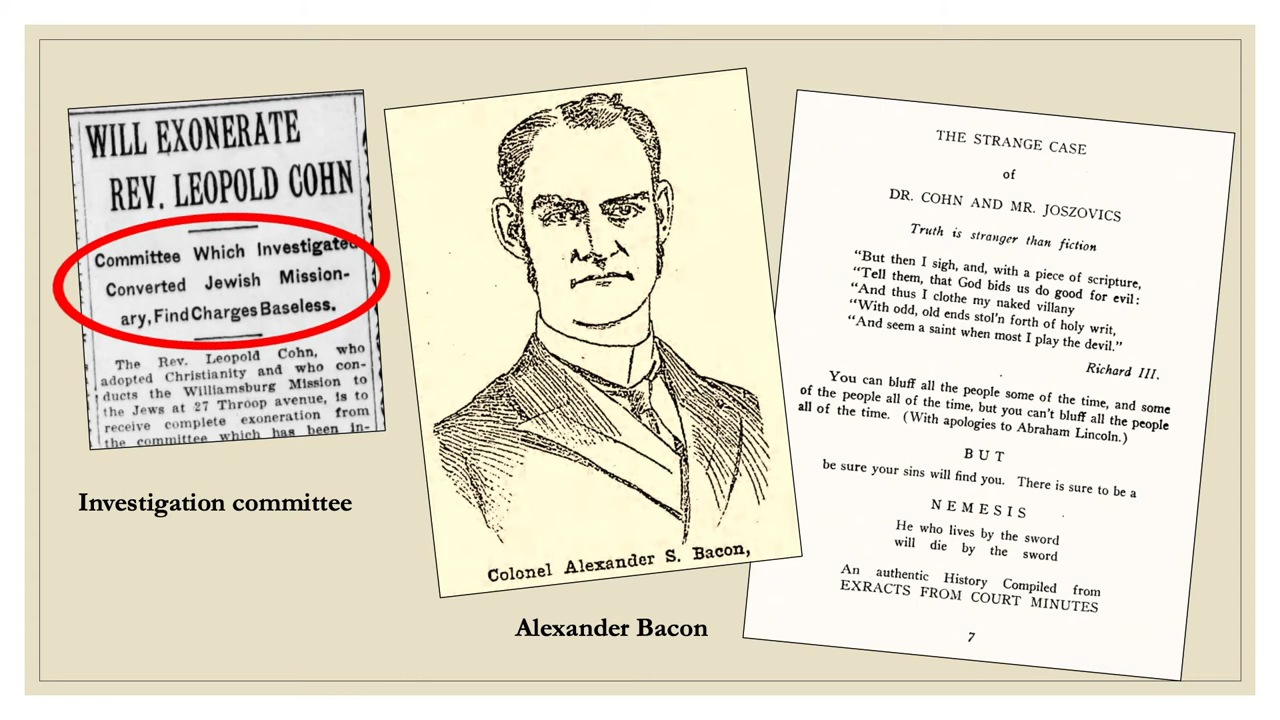 WILL EXONERATE
REV. LEOPOLD COHN
Committee Which Investigated
Converted Jewish Mission-
ary, Find Charges Baseless.
The Rev. Leopold Cohn, who
adopted Christianity and who con-
ducts the Williamsburg Mission to
the Jews at 27 Throop avenue, is to
receive complete exoneration from
the committee which has been in-
Investigation committee
Colonel Alexander S. Bacon,
Alexander Bacon
THE STRANGE CASE
of
DR. COHN AND MR. JOSZOVICS
Truth is stranger than fiction
"But then I sigh, and, with a piece of scripture,
"Tell them, that God bids us do good for evil:
"And thus I clothe my naked villany
"With odd, old ends stol'n forth of holy writ,
"And seem a saint when most I play the devil."
Richard III.
You can bluff all the people some of the time, and some
of the people all of the time, but you can't bluff all the people
all of the time. (With apologies to Abraham Lincoln.)
BUT
be sure your sins will find you. There is sure to be a
NEMESIS
He who lives by the sword
will die by the sword
An authentic History Compiled from
EXRACTS FROM COURT MINUTES
7